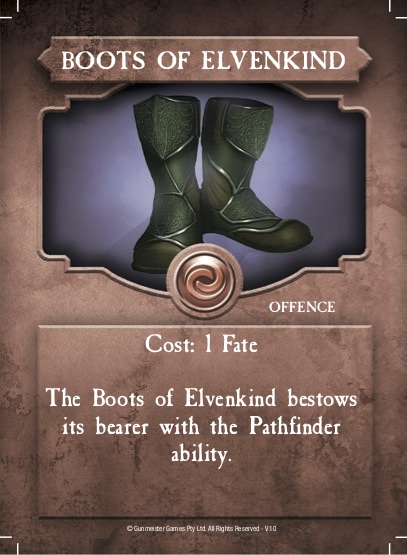 BOOTS OF ELVENKIND
OFFENCE
Cost: 1 Fate
The Boots of Elvenkind bestows
its bearer with the Pathfinder
ability.
© Gunmeister Games Pty Ltd. All Rights Reserved - V1.0